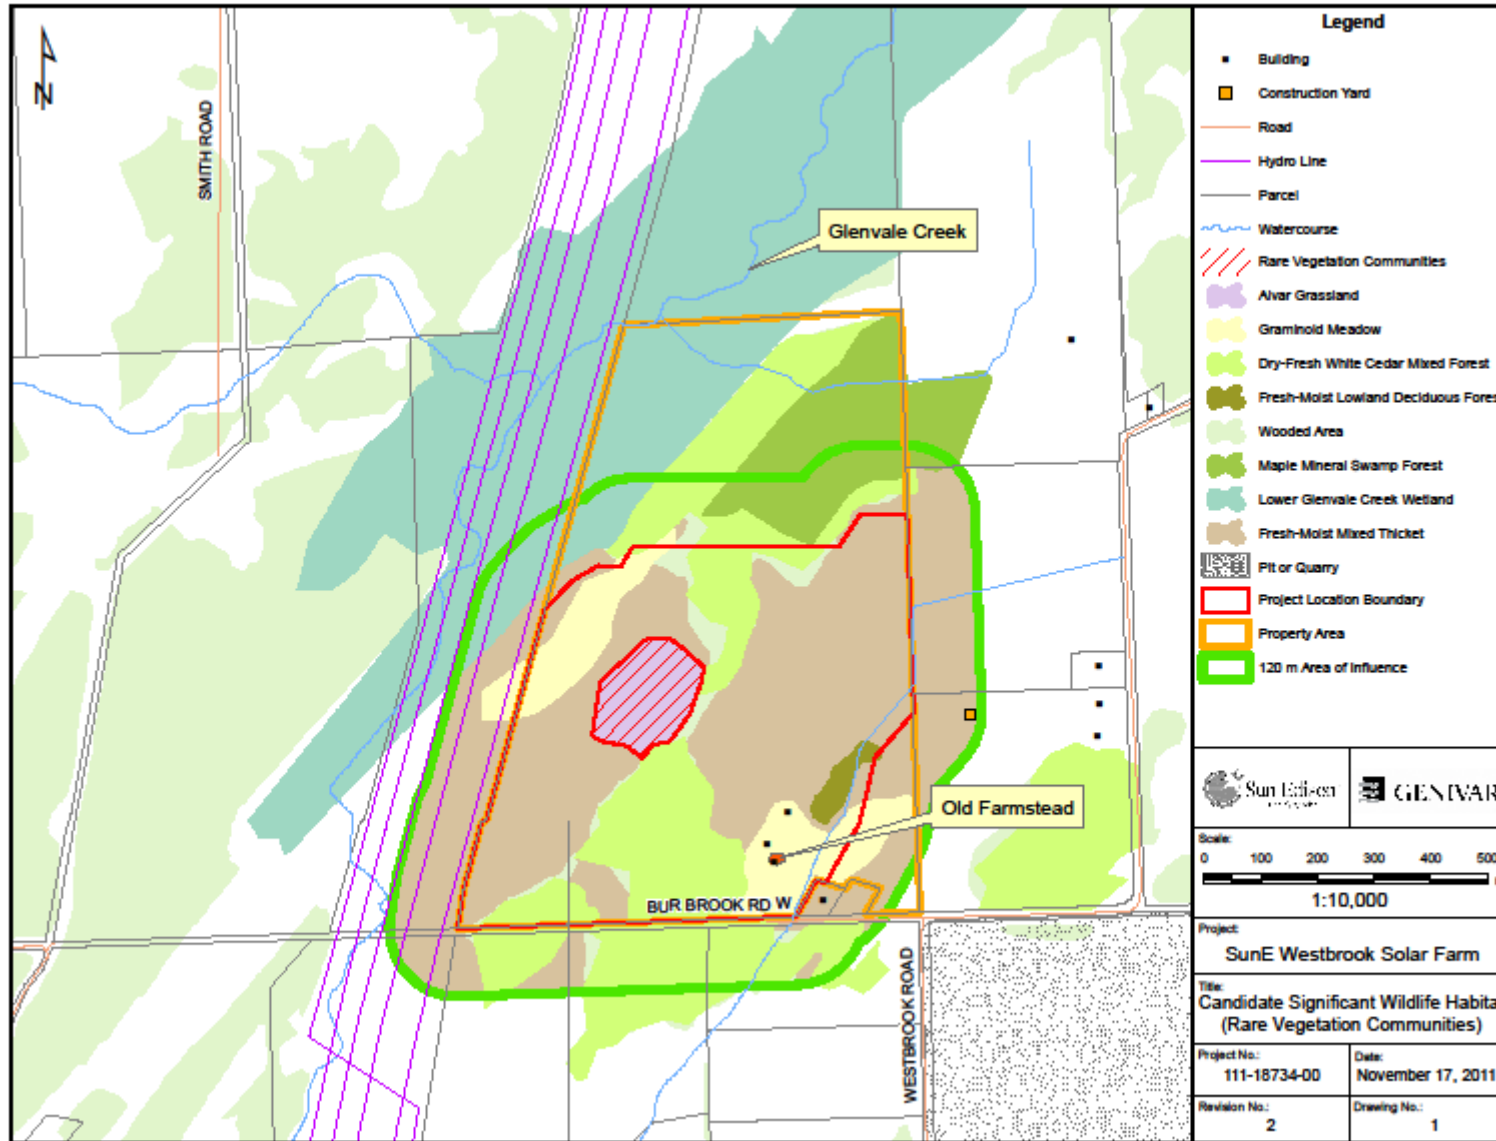 N
SMITH ROAD
Glenvale Creek
Old Farmstead
BUR BROOK RD W
WESTBROOK ROAD
Legend
Building
Construction Yard
Road
Hydro Line
Parcel
Watercourse
Rare Vegetation Communities
Alvar Grassland
Graminoid Meadow
Dry-Fresh White Cedar Mixed Forest
Fresh-Moist Lowland Deciduous Fores
Wooded Area
Maple Mineral Swamp Forest
Lower Glenvale Creek Wetland
Fresh-Moist Mixed Thicket
Pit or Quarry
Project Location Boundary
Property Area
120 m Area of Influence
Sun Edison
GENIVAR
Scale:
0 100 200 300 400 500
1:10,000
Project:
SunE Westbrook Solar Farm
Title:
Candidate Significant Wildlife Habita
(Rare Vegetation Communities)
Project No.:
111-18734-00
Date:
November 17, 2011
Revision No.:
2
Drawing No.:
1